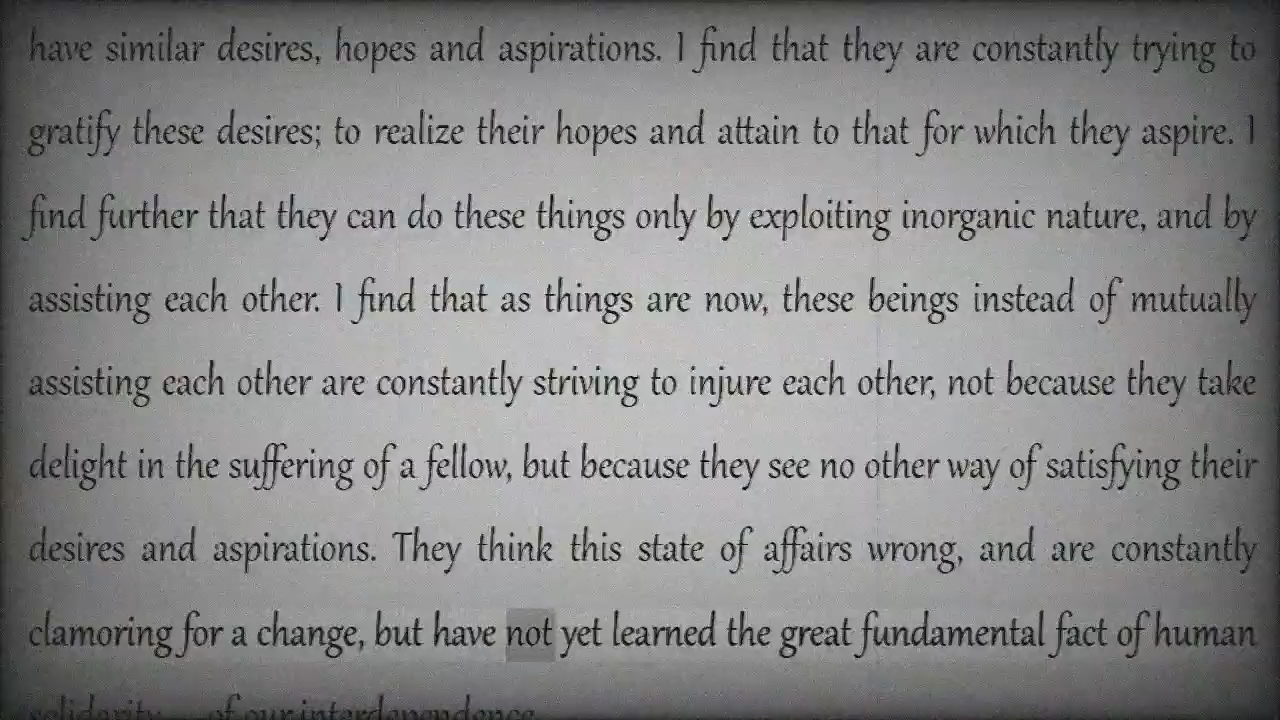 have similar desires, hopes and aspirations. I find that they are constantly trying to
gratify these desires; to realize their hopes and attain to that for which they aspire. I
find further that they can do these things only by exploiting inorganic nature, and by
assisting each other. I find that as things are now, these beings instead of mutually
assisting each other are constantly striving to injure each other, not because they take
delight in the suffering of a fellow, but because they see no other way of satisfying their
desires and aspirations. They think this state of affairs wrong, and are constantly
clamoring for a change, but have not yet learned the great fundamental fact of human
solidarity of our interdependence